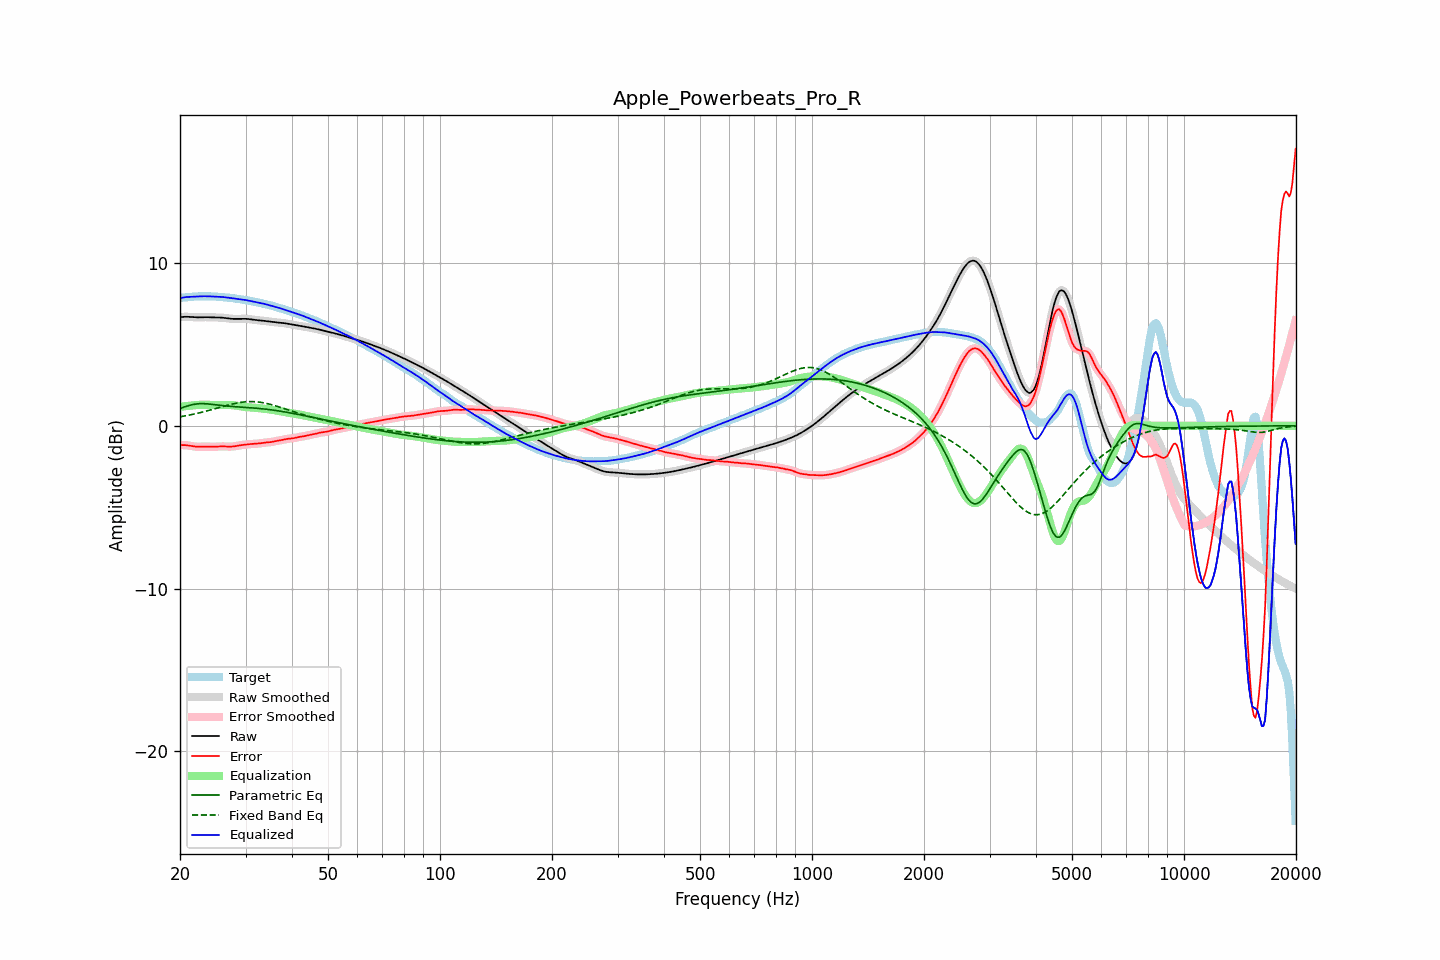 Apple_Powerbeats_Pro_R
Amplitude (dBr)
10
0
−10
−20
Target
Raw Smoothed
Error Smoothed
Raw
Error
Equalization
Parametric Eq
Fixed Band Eq
Equalized
20 50 100 200 500 1000 2000 5000 10000 20000
Frequency (Hz)